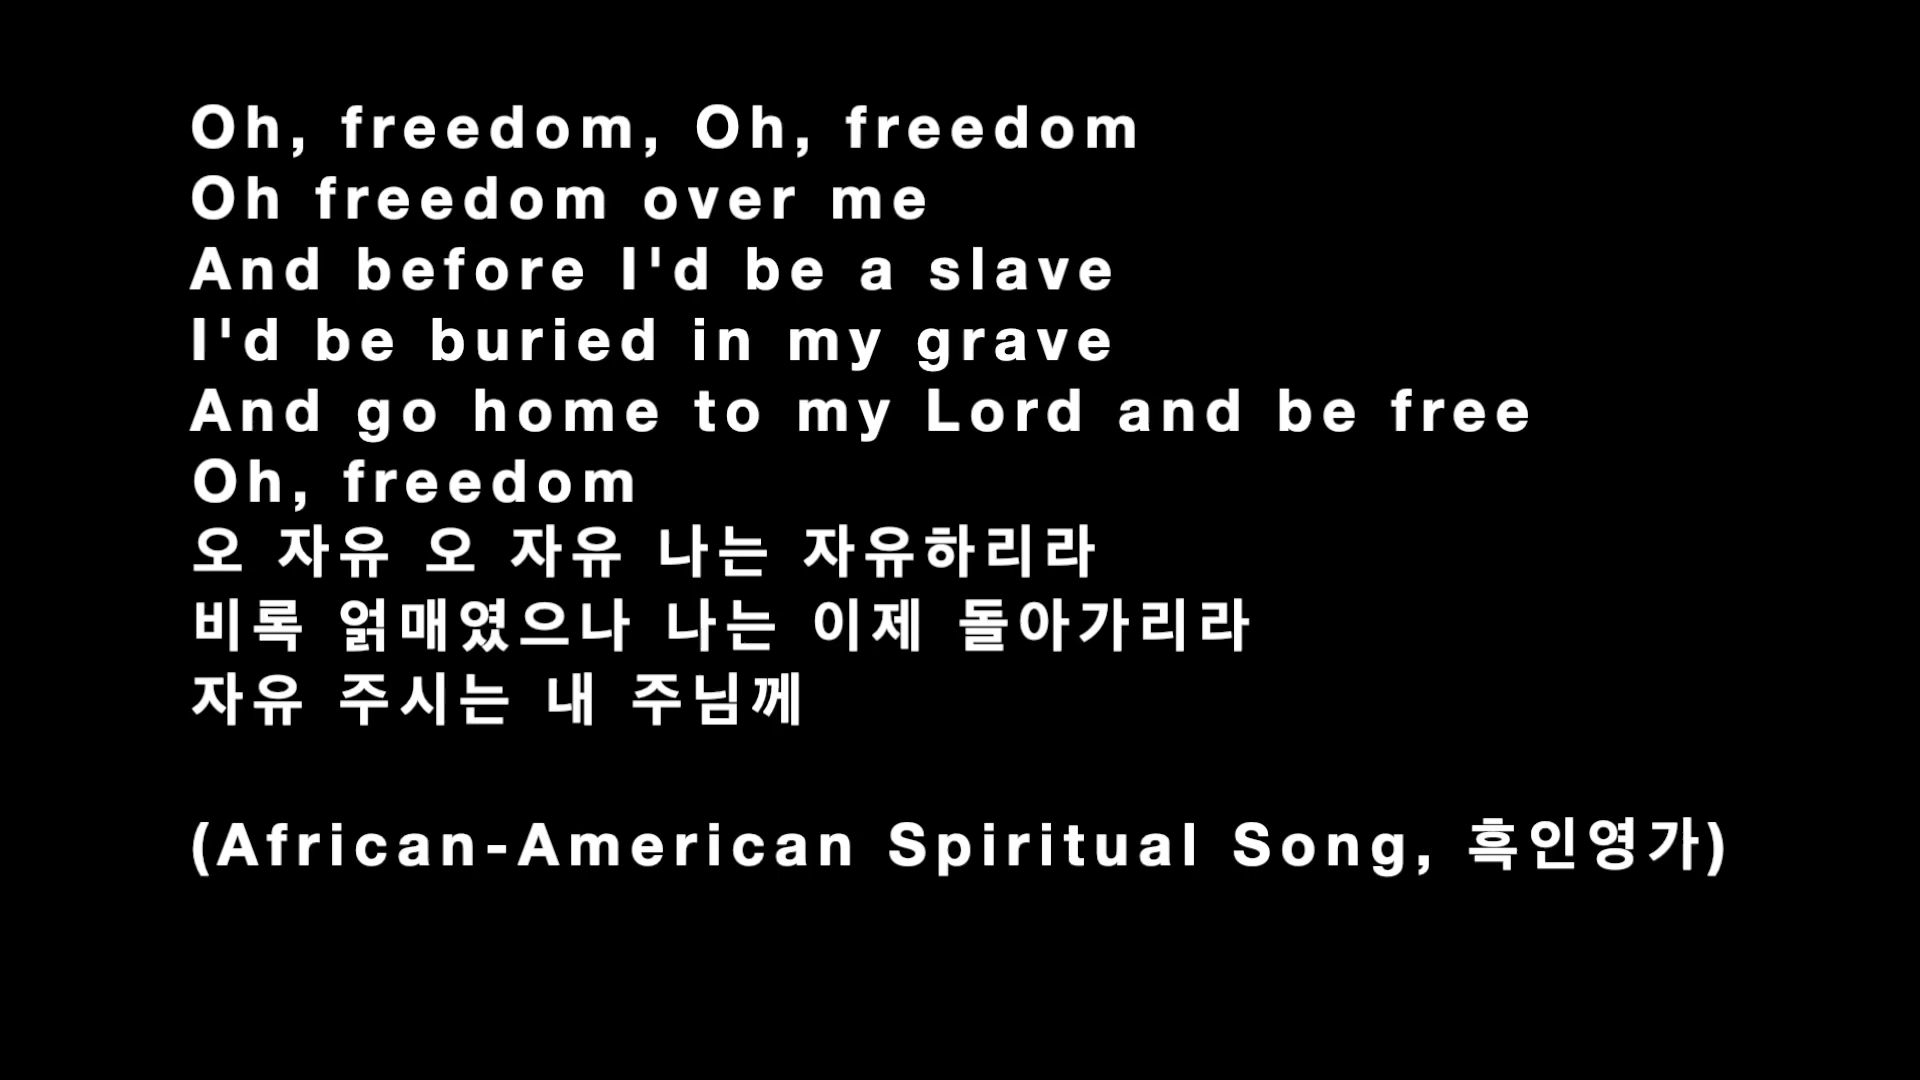 Oh, freedom, Oh, freedom
Oh freedom over me
And before I'd be a slave
I'd be buried in my grave
And go home to my Lord and be free
Oh, freedom
오 자유 오 자유 나는 자유하리라
비록 얽매였으나 나는 이제 돌아가리라
자유 주시는 내 주님께
(African-American Spiritual Song, 흑인영가)